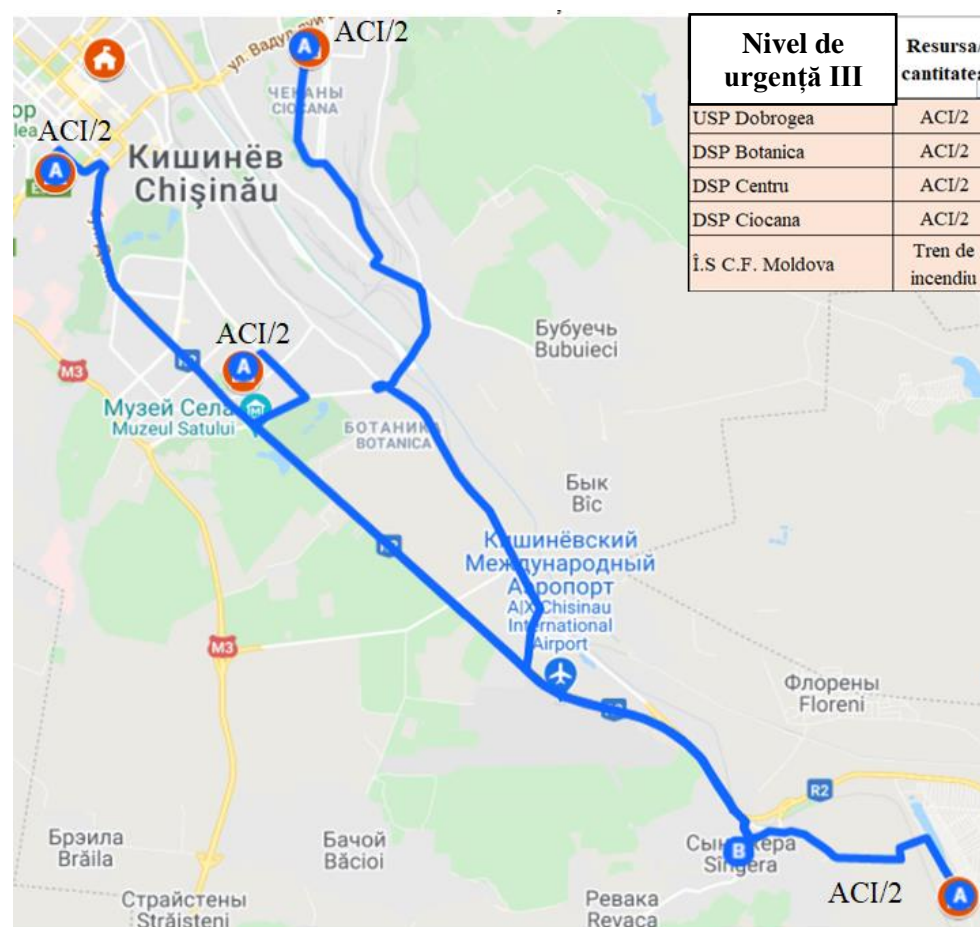 ACI/2
ул. Вадул
ЧЕКАНЫ
CIOCANA
ACI/2
Кишинёв
Chişinău
ACI/2
M3
Музей Села
Muzeul Satului
БОТАНИКА
BOTANICA
Бубуечь
Bubuieci
Бык
Bîc
Кишинёвский
Международный
Аэропорт
A|X Chisinau
International
Airport
M3
Флорены
Floreni
R2
Sîngera
B
Брэила
Brăila
Бачой
Băcioi
Страйстены
Străisteni
Ревака
Revaca
ACI/2
A
A
A
A
Nivel de
urgență III
Resursa/
cantitatea
USP Dobrogea ACI/2
DSP Botanica ACI/2
DSP Centru ACI/2
DSP Ciocana ACI/2
Î.S C.F. Moldova Tren de
incendiu